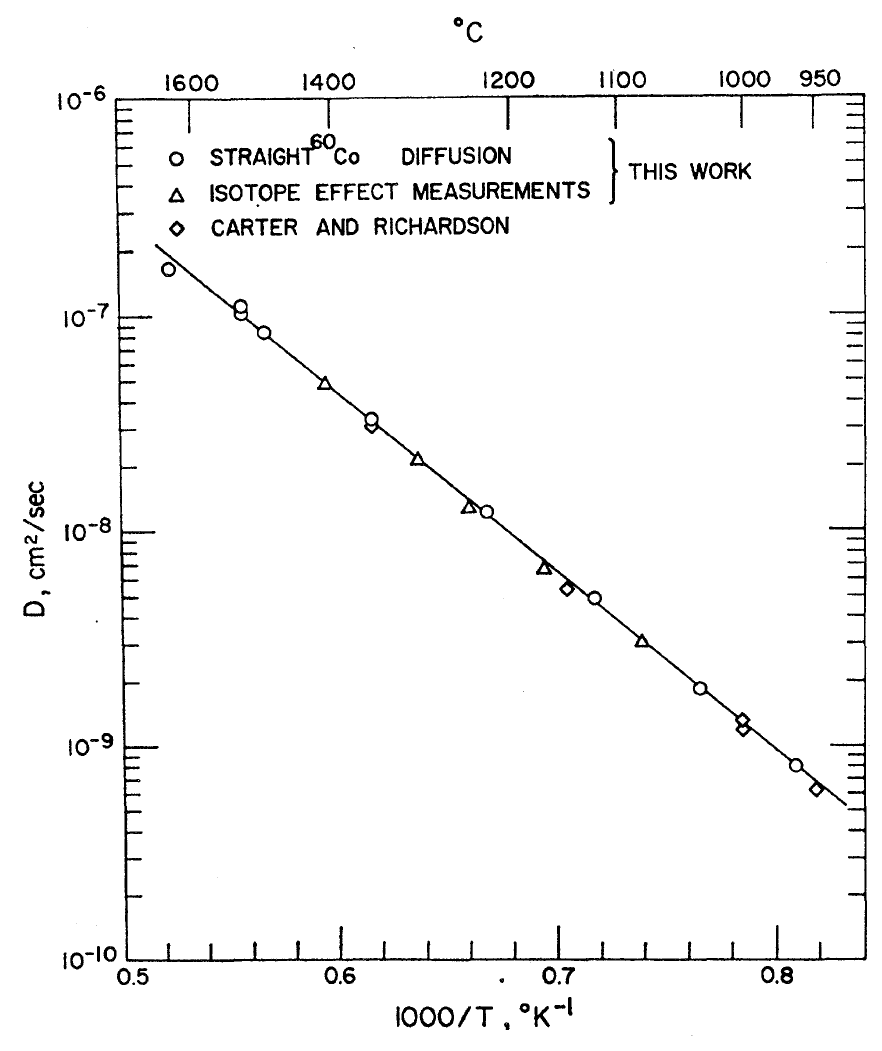 °C
1600 1400 1200 1100 1000 950
10⁻⁶
60
STRAIGHT Co DIFFUSION
ISOTOPE EFFECT MEASUREMENTS
THIS WORK
CARTER AND RICHARDSON
10⁻⁷
10⁻⁸
D, cm²/sec
10⁻⁹
10⁻¹⁰
0.5 0.6 0.7 0.8
1000/T, °K⁻¹